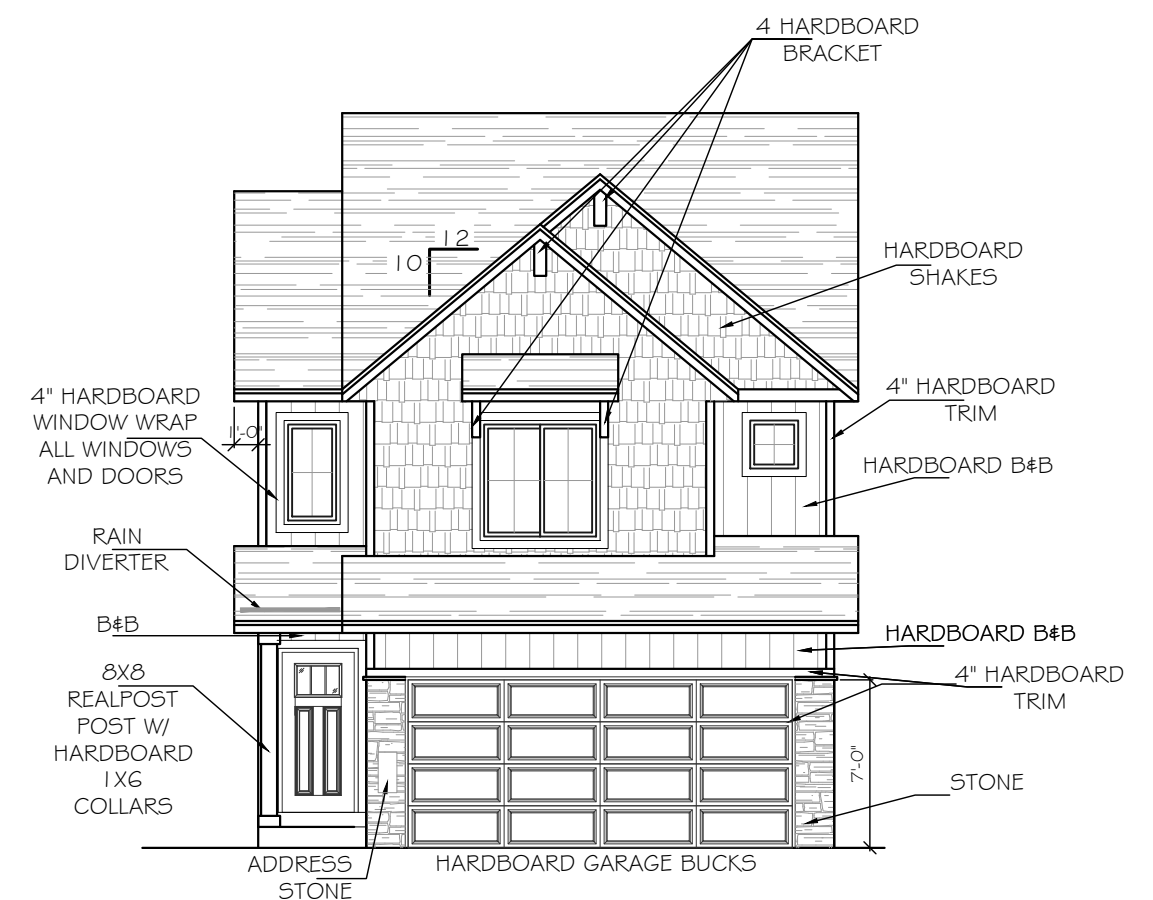 4 HARDBOARD
BRACKET
12
10
HARDBOARD
SHAKES
4" HARDBOARD
WINDOW WRAP
ALL WINDOWS
AND DOORS
1'-0"
4" HARDBOARD
TRIM
HARDBOARD B&B
RAIN
DIVERTER
B&B
HARDBOARD B&B
8X8
REALPOST
POST W/
HARDBOARD
1X6
COLLARS
4" HARDBOARD
TRIM
7'-0"
STONE
ADDRESS
STONE
HARDBOARD GARAGE BUCKS